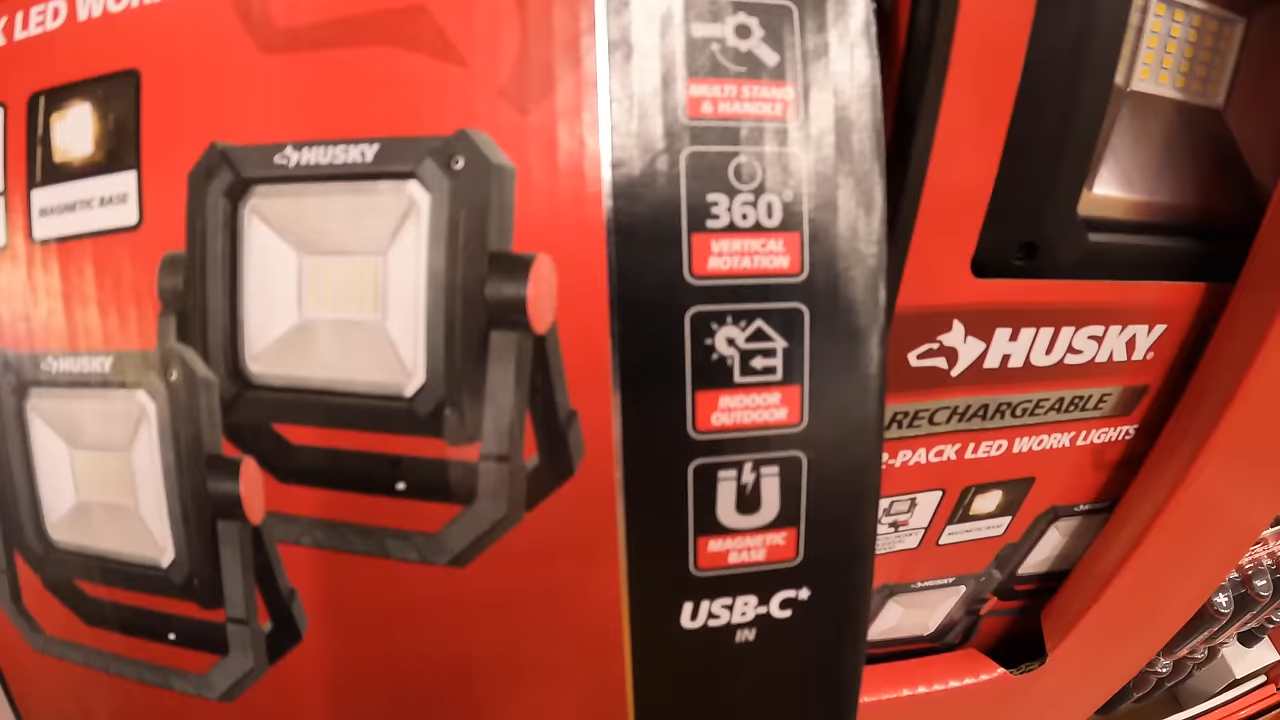 K LED WORK
MAGNETIC BASE
HUSKY
HUSKY
MULTI STAND
& HANDLE
360°
VERTICAL
ROTATION
INDOOR
OUTDOOR
MAGNETIC
BASE
USB-C*
IN
HUSKY
RECHARGEABLE
2-PACK LED WORK LIGHTS
MAGNETIC BASE
HUSKY